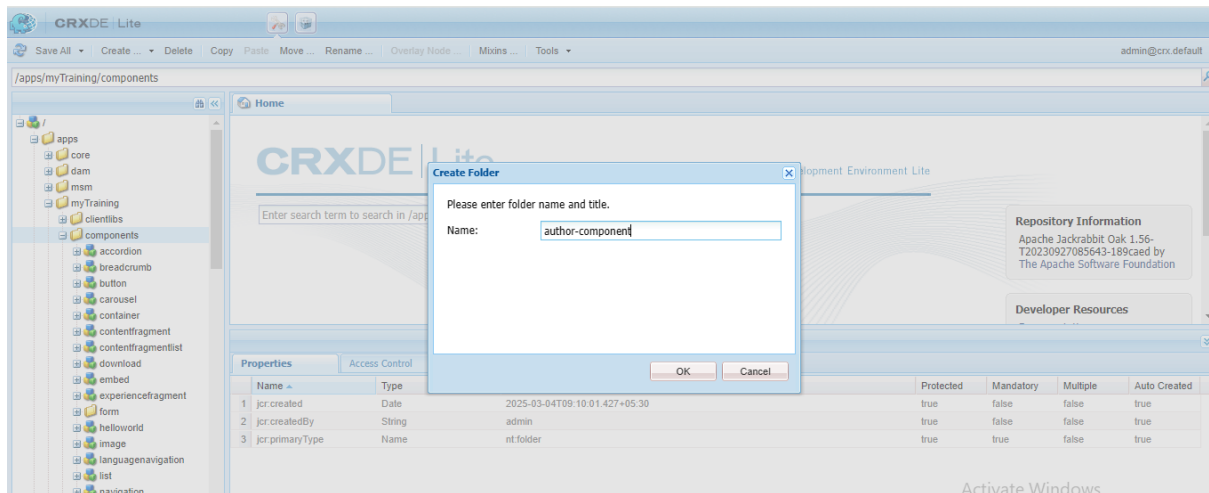 CRXDE Lite
Save All Create ... Delete Copy Paste Move ... Rename ... Overlay Node ... Mixins ... Tools admin@crx.default
/apps/myTraining/components
Home
/
apps
core
dam
msm
myTraining
clientlibs
components
accordion
breadcrumb
button
carousel
container
contentfragment
contentfragmentlist
download
embed
experiencefragment
form
helloworld
image
languagenavigation
list
navigation
CRXDE Lite
elopment Environment Lite
Enter search term to search in /app
Create Folder
Please enter folder name and title.
Name: author-component
OK Cancel
Repository Information
Apache Jackrabbit Oak 1.56-
T20230927085643-189caed by
The Apache Software Foundation
Developer Resources
Properties Access Control
Name Type Protected Mandatory Multiple Auto Created
1 jcr:created Date 2025-03-04T09:10:01.427+05:30 true false false true
2 jcr:createdBy String admin true false false true
3 jcr:primaryType Name nt:folder true true false true
Activate Windows